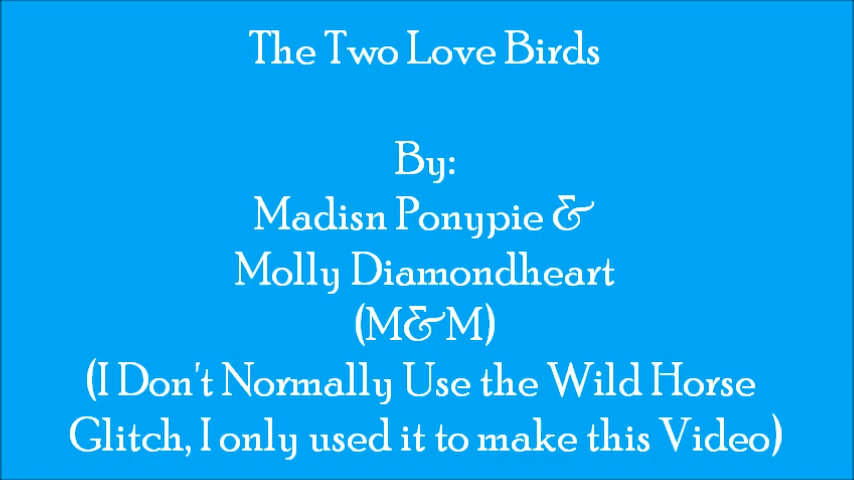 The Two Love Birds
By:
Madisn Ponypie &
Molly Diamondheart
(M&M)
(I Don't Normally Use the Wild Horse
Glitch, I only used it to make this Video)